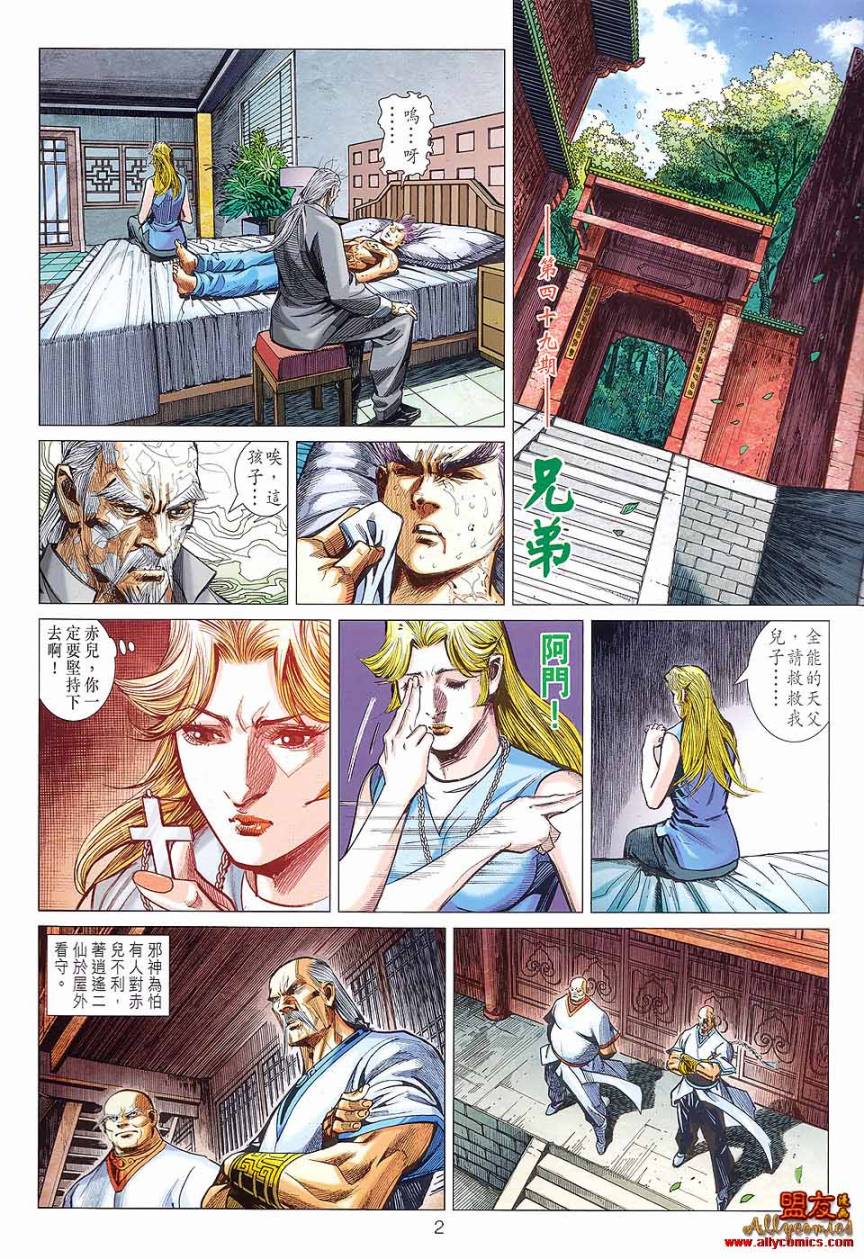 第四十九期
兄弟
嗚…呀
……
唉，這
孩子……
全能的天父
，請救救我
兒子……
阿門！
赤兒，你一
定要堅持下
去啊！
邪神為怕
有人對赤
兒不利，
著逍遙二
仙於屋外
看守。
2
盟友
Allycomics
www.allycomics.com